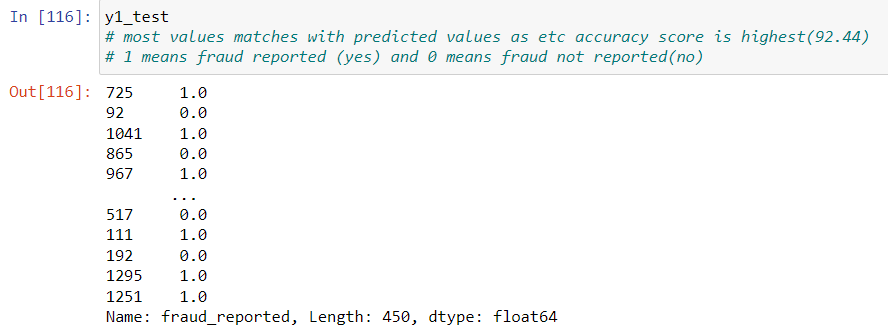 In [116]: y1_test
# most values matches with predicted values as etc accuracy score is highest(92.44)
# 1 means fraud reported (yes) and 0 means fraud not reported(no)
Out[116]: 725     1.0
92      0.0
1041    1.0
865     0.0
967     1.0
...
517     0.0
111     1.0
192     0.0
1295    1.0
1251    1.0
Name: fraud_reported, Length: 450, dtype: float64